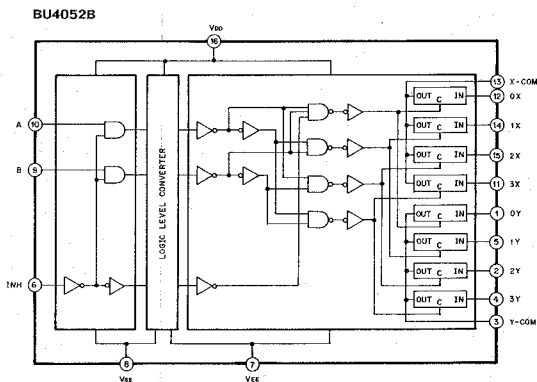 BU4052B
VDD
16
13 X-COM
12 0X
OUT C IN
A 10
14 1X
OUT C IN
15 2X
OUT C IN
B 9
11 3X
OUT C IN
LOGIC LEVEL CONVERTER
1 0Y
OUT C IN
5 1Y
OUT C IN
INH 6
2 2Y
OUT C IN
4 3Y
OUT C IN
3 Y-COM
8
VSS
7
VEE